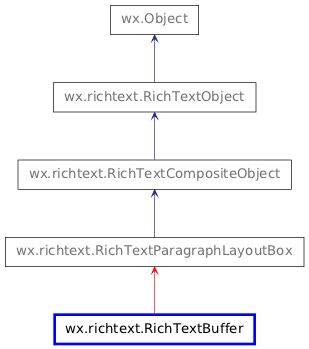 wx.Object
wx.richtext.RichTextObject
wx.richtext.RichTextCompositeObject
wx.richtext.RichTextParagraphLayoutBox
wx.richtext.RichTextBuffer